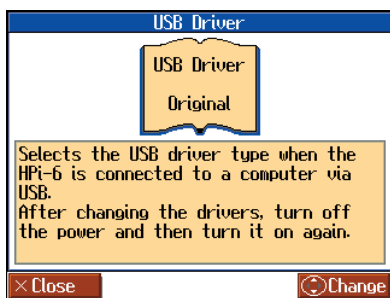 USB Driver
USB Driver
Original
Selects the USB driver type when the
HPi-6 is connected to a computer via
USB.
After changing the drivers, turn off
the power and then turn it on again.
×Close
Change